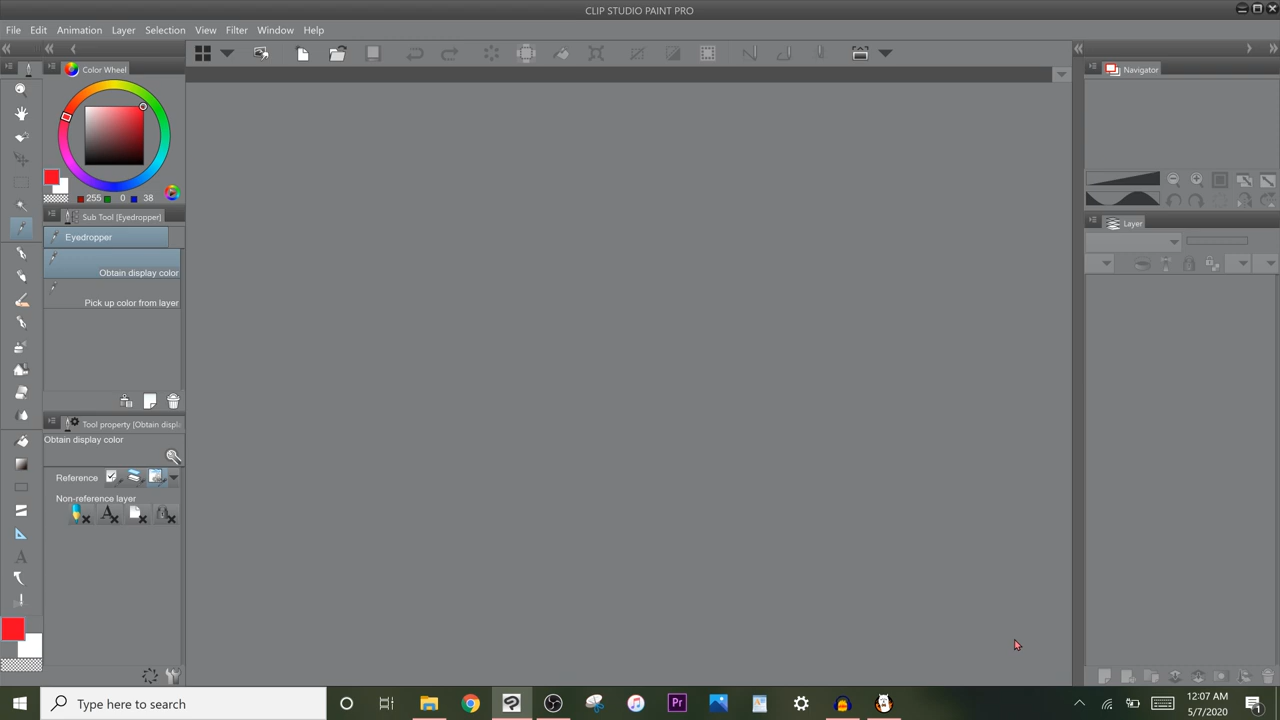 CLIP STUDIO PAINT PRO
File Edit Animation Layer Selection View Filter Window Help
Color Wheel
Navigator
255 0 38
Sub Tool [Eyedropper]
Eyedropper
Obtain display color
Pick up color from layer
Layer
Tool property [Obtain displa
Obtain display color
Reference
Non-reference layer
Type here to search
12:07 AM
5/7/2020